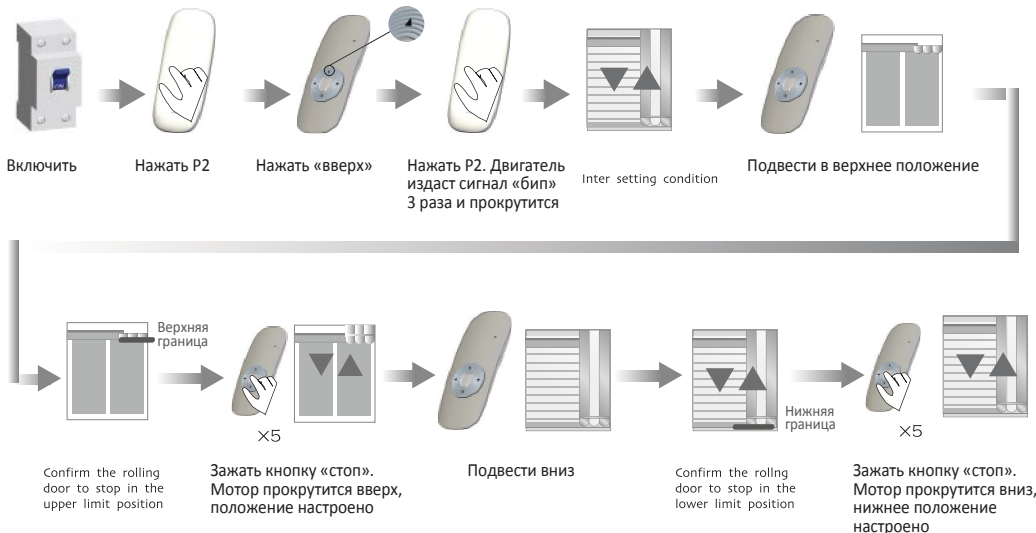 ON
Включить
Нажать P2
Нажать «вверх»
Нажать P2. Двигатель
издаст сигнал «бип»
3 раза и прокрутится
Inter setting condition
Подвести в верхнее положение
Верхняя
граница
×5
Confirm the rollng
door to stop in the
upper limit position
Зажать кнопку «стоп».
Мотор прокрутится вверх,
положение настроено
Подвести вниз
Нижняя
граница
Confirm the rollng
door to stop in the
lower limit position
×5
Зажать кнопку «стоп».
Мотор прокрутится вниз,
нижнее положение
настроено